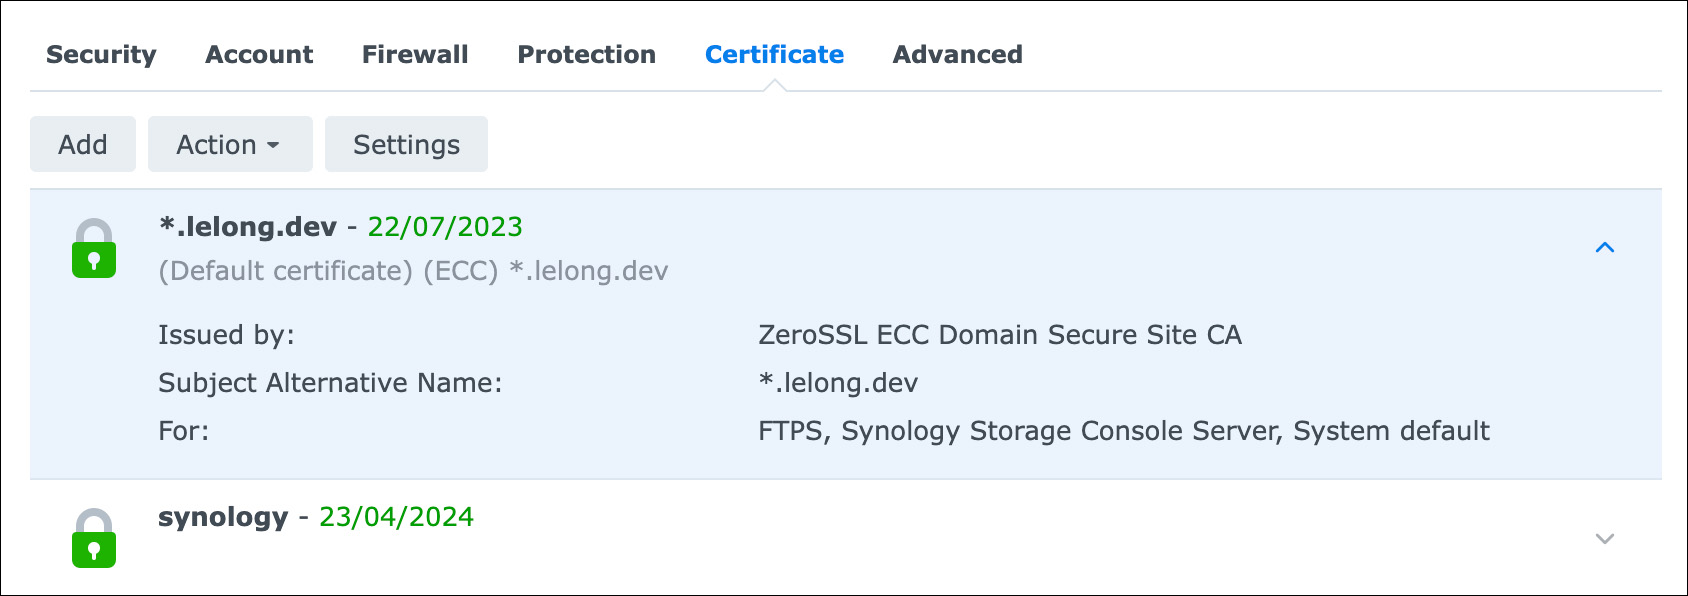 Security Account Firewall Protection Certificate Advanced
Add Action Settings
*.lelong.dev - 22/07/2023
(Default certificate) (ECC) *.lelong.dev
Issued by: ZeroSSL ECC Domain Secure Site CA
Subject Alternative Name: *.lelong.dev
For: FTPS, Synology Storage Console Server, System default
synology - 23/04/2024